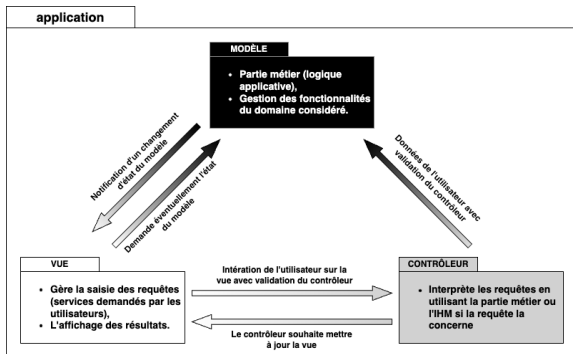 application
MODÈLE
• Partie métier (logique
applicative),
• Gestion des fonctionnalités
du domaine considéré.
Notification d'un changement
d'état du modèle
Demande éventuellement l'état
du modèle
Données de l'utilisateur avec
validation du contrôleur
VUE
• Gère la saisie des requêtes
(services demandés par les
utilisateurs),
• L'affichage des résultats.
Intération de l'utilisateur sur la
vue avec validation du contrôleur
Le contrôleur souhaite mettre
à jour la vue
CONTRÔLEUR
• Interprète les requêtes en
utilisant la partie métier ou
l'IHM si la requête la
concerne